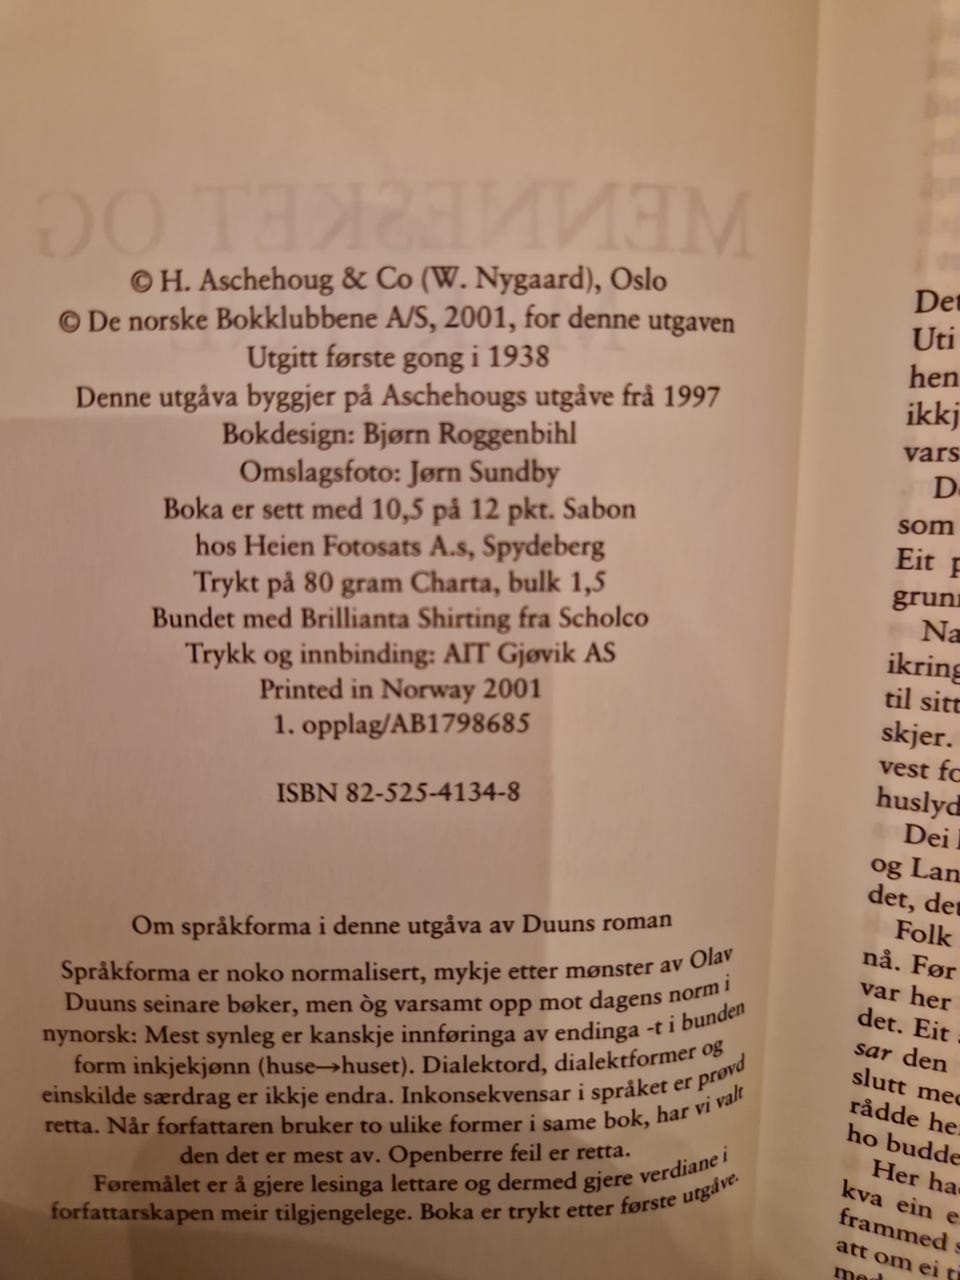 MENNESKET OG
© H. Aschehoug & Co (W. Nygaard), Oslo
© De norske Bokklubbene A/S, 2001, for denne utgaven
Utgitt første gong i 1938
Denne utgåva byggjer på Aschehougs utgåve frå 1997
Bokdesign: Bjørn Roggenbihl
Omslagsfoto: Jørn Sundby
Boka er sett med 10,5 på 12 pkt. Sabon
hos Heien Fotosats A.s, Spydeberg
Trykt på 80 gram Charta, bulk 1,5
Bundet med Brillianta Shirting fra Scholco
Trykk og innbinding: AIT Gjøvik AS
Printed in Norway 2001
1. opplag/AB1798685
ISBN 82-525-4134-8
Om språkforma i denne utgåva av Duuns roman
Språkforma er noko normalisert, mykje etter mønster av Olav
Duuns seinare bøker, men òg varsamt opp mot dagens norm i
nynorsk: Mest synleg er kanskje innføringa av endinga -t i bunden
form inkjekjønn (huse→huset). Dialektord, dialektformer og
einskilde særdrag er ikkje endra. Inkonsekvensar i språket er prøvd
retta. Når forfattaren bruker to ulike former i same bok, har vi valt
den det er mest av. Openberre feil er retta.
Føremålet er å gjere lesinga lettare og dermed gjere verdiane i
forfattarskapen meir tilgjengelege. Boka er trykt etter første utgåve.
Det
Uti
hen
ikkj
vars
D
som
Eit p
grun
Na
ikring
til sitt
skjer.
vest fo
huslyd
Dei
og Lan
det, det
Folk
nå. Før
var her
det. Eit
sar den
slutt med
rådde he
ho budde
Her ha
kva ein e
frammed s
att om ei ti